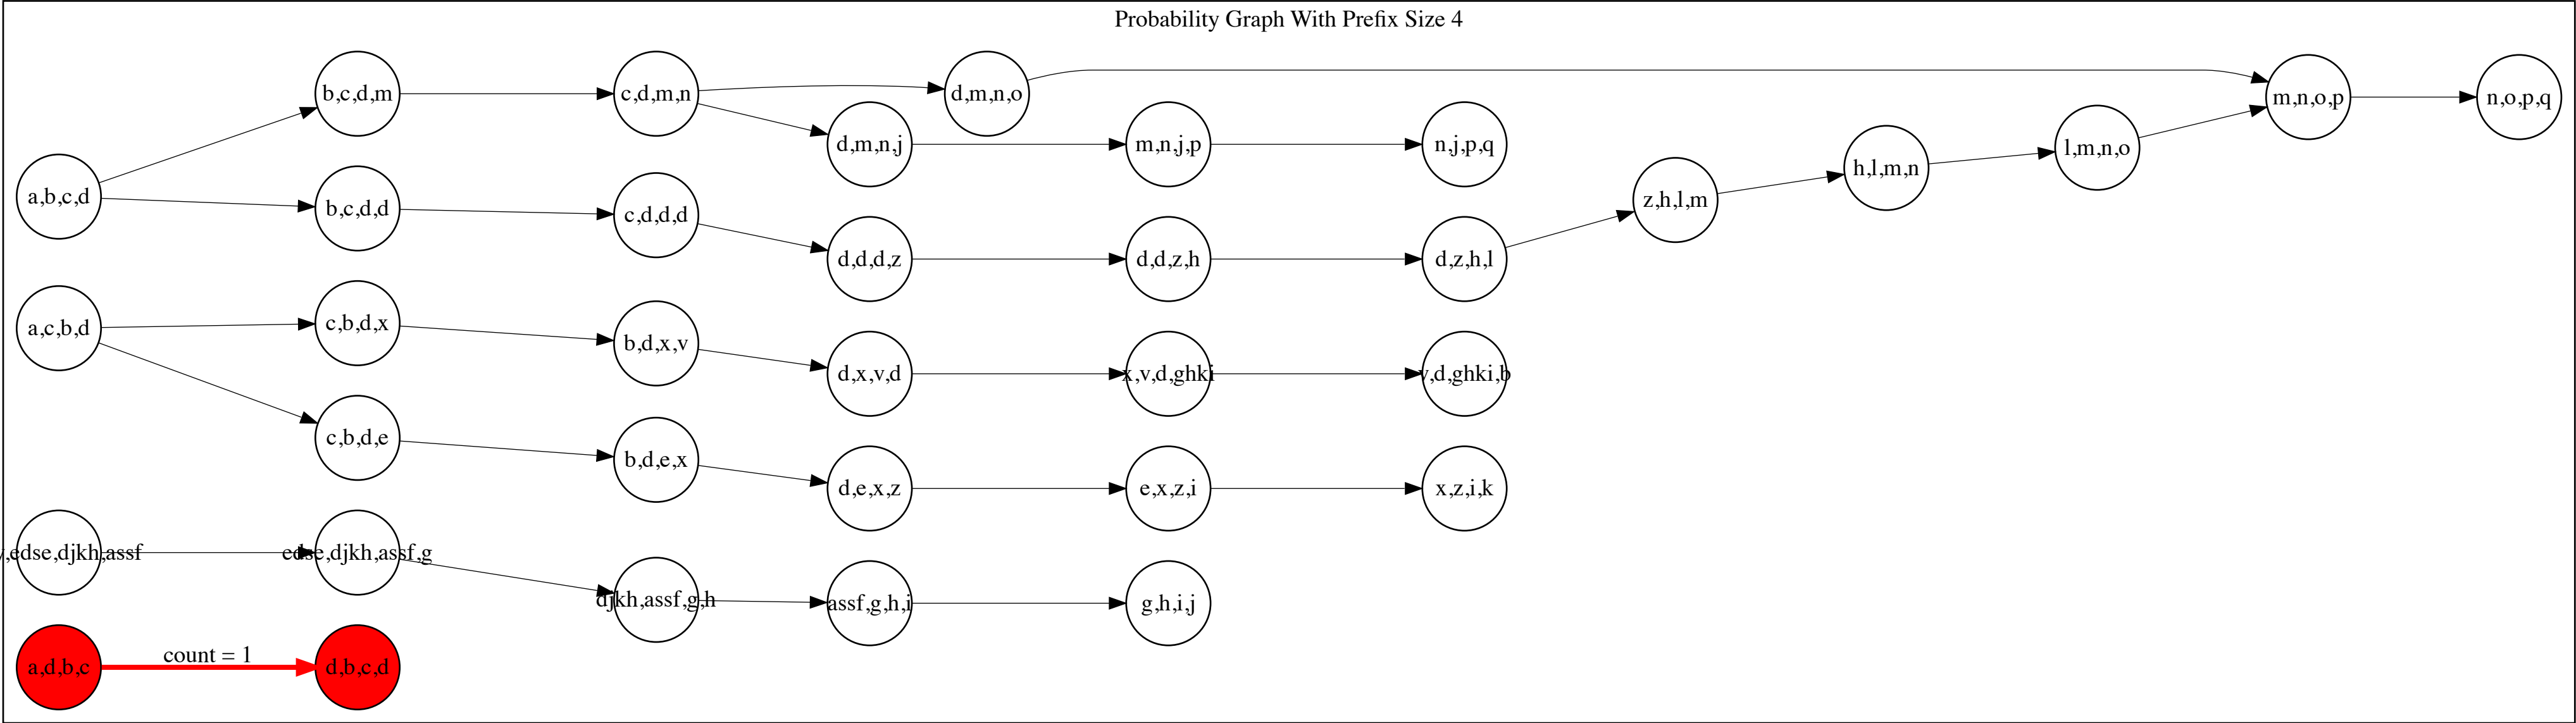 Probability Graph With Prefix Size 4
b,c,d,m
c,d,m,n
d,m,n,o
m,n,o,p
n,o,p,q
d,m,n,j
m,n,j,p
n,j,p,q
l,m,n,o
h,l,m,n
z,h,l,m
a,b,c,d
b,c,d,d
c,d,d,d
d,d,d,z
d,d,z,h
d,z,h,l
a,c,b,d
c,b,d,x
b,d,x,v
d,x,v,d
x,v,d,ghki
v,d,ghki,b
c,b,d,e
b,d,e,x
d,e,x,z
e,x,z,i
x,z,i,k
,edse,djkh,assf
edse,djkh,assf,g
djkh,assf,g,h
assf,g,h,i
g,h,i,j
a,d,b,c
count = 1
d,b,c,d